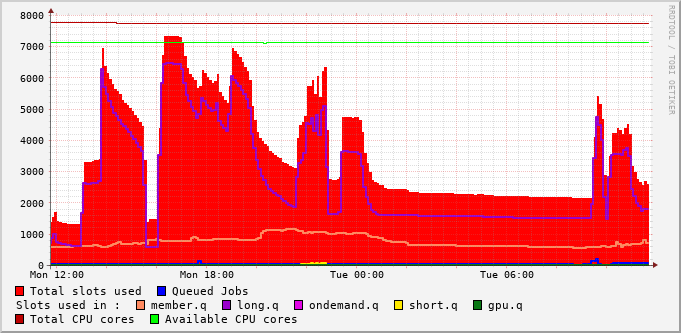 8000
7000
6000
5000
4000
3000
2000
1000
0
Mon 12:00 Mon 18:00 Tue 00:00 Tue 06:00
RRDTOOL / TOBI OETIKER
Total slots used Queued Jobs
Slots used in : member.q long.q ondemand.q short.q gpu.q
Total CPU cores Available CPU cores